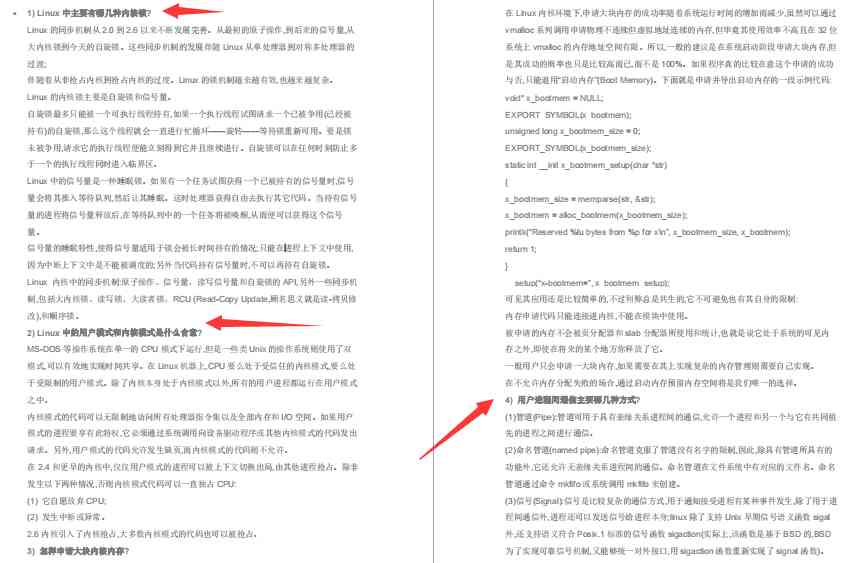 1) Linux 中主要有哪几种内核锁?
Linux 的同步机制从 2.0 到 2.6 以来不断发展完善。从最初的原子操作,到后来的信号量,从
大内核锁到今天的自旋锁。这些同步机制的发展伴随 Linux 从单处理器到对称多处理器的
过渡;
伴随着从非抢占内核到抢占内核的过度。Linux 的锁机制越来越有效,也越来越复杂。
Linux 的内核锁主要是自旋锁和信号量。
自旋锁最多只能被一个可执行线程持有,如果一个执行线程试图请求一个已被争用(已经被
持有)的自旋锁,那么这个线程就会一直进行忙循环——旋转——等待锁重新可用。要是锁
未被争用,请求它的执行线程便能立刻得到它并且继续进行。自旋锁可以在任何时刻防止多
于一个的执行线程同时进入临界区。
Linux 中的信号量是一种睡眠锁。如果有一个任务试图获得一个已被持有的信号量时,信号
量会将其推入等待队列,然后让其睡眠。这时处理器获得自由去执行其它代码。当持有信号
量的进程将信号量释放后,在等待队列中的一个任务将被唤醒,从而便可以获得这个信号
量。
信号量的睡眠特性,使得信号量适用于锁会被长时间持有的情况;只能在进程上下文中使用,
因为中断上下文中是不能被调度的;另外当代码持有信号量时,不可以再持有自旋锁。
Linux 内核中的同步机制:原子操作、信号量、读写信号量和自旋锁的 API,另外一些同步机
制,包括大内核锁、读写锁、大读者锁、RCU (Read-Copy Update,顾名思义就是读-拷贝修
改),和顺序锁。
2) Linux 中的用户模式和内核模式是什么含意?
MS-DOS 等操作系统在单一的 CPU 模式下运行,但是一些类 Unix 的操作系统则使用了双
模式,可以有效地实现时间共享。在 Linux 机器上,CPU 要么处于受信任的内核模式,要么处
于受限制的用户模式。除了内核本身处于内核模式以外,所有的用户进程都运行在用户模式
之中。
内核模式的代码可以无限制地访问所有处理器指令集以及全部内存和 I/O 空间。如果用户
模式的进程要享有此特权,它必须通过系统调用向设备驱动程序或其他内核模式的代码发出
请求。另外,用户模式的代码允许发生缺页,而内核模式的代码则不允许。
在 2.4 和更早的内核中,仅仅用户模式的进程可以被上下文切换出局,由其他进程抢占。除非
发生以下两种情况,否则内核模式代码可以一直独占 CPU:
(1) 它自愿放弃 CPU;
(2) 发生中断或异常。
2.6 内核引入了内核抢占,大多数内核模式的代码也可以被抢占。
3) 怎样申请大块内核内存?
在 Linux 内核环境下,申请大块内存的成功率随着系统运行时间的增加而减少,虽然可以通过
vmalloc 系列调用申请物理不连续但虚拟地址连续的内存,但毕竟其使用效率不高且在 32 位
系统上 vmalloc 的内存地址空间有限。所以,一般的建议是在系统启动阶段申请大块内存,但
是其成功的概率也只是比较高而已,而不是 100%。如果程序真的比较在意这个申请的成功
与否,只能退用“启动内存”(Boot Memory)。下面就是申请并导出启动内存的一段示例代码:
void* x_bootmem = NULL;
EXPORT_SYMBOL(x_bootmem);
unsigned long x_bootmem_size = 0;
EXPORT_SYMBOL(x_bootmem_size);
static int __init x_bootmem_setup(char *str)
{
x_bootmem_size = memparse(str, &str);
x_bootmem = alloc_bootmem(x_bootmem_size);
printk("Reserved %lu bytes from %p for x\n", x_bootmem_size, x_bootmem);
return 1;
}
__setup("x-bootmem=", x_bootmem_setup);
可见其应用还是比较简单的,不过利弊总是共生的,它不可避免也有其自身的限制:
内存申请代码只能连接进内核,不能在模块中使用。
被申请的内存不会被页分配器和 slab 分配器所使用和统计,也就是说它处于系统的可见内
存之外,即使在将来的某个地方你释放了它。
一般用户只会申请一大块内存,如果需要在其上实现复杂的内存管理则需要自己实现。
在不允许内存分配失败的场合,通过启动内存预留内存空间将是我们唯一的选择。
4) 用户进程间通信主要哪几种方式?
(1)管道(Pipe):管道可用于具有亲缘关系进程间的通信,允许一个进程和另一个与它有共同祖
先的进程之间进行通信。
(2)命名管道(named pipe):命名管道克服了管道没有名字的限制,因此,除具有管道所具有的
功能外,它还允许无亲缘关系进程间的通信。命名管道在文件系统中有对应的文件名。命名
管道通过命令 mkfifo 或系统调用 mkfifo 来创建。
(3)信号(Signal):信号是比较复杂的通信方式,用于通知接受进程有某种事件发生,除了用于进
程间通信外,进程还可以发送信号给进程本身;linux 除了支持 Unix 早期信号语义函数 sigal
外,还支持语义符合 Posix.1 标准的信号函数 sigaction(实际上,该函数是基于 BSD 的,BSD
为了实现可靠信号机制,又能够统一对外接口,用 sigaction 函数重新实现了 signal 函数)。